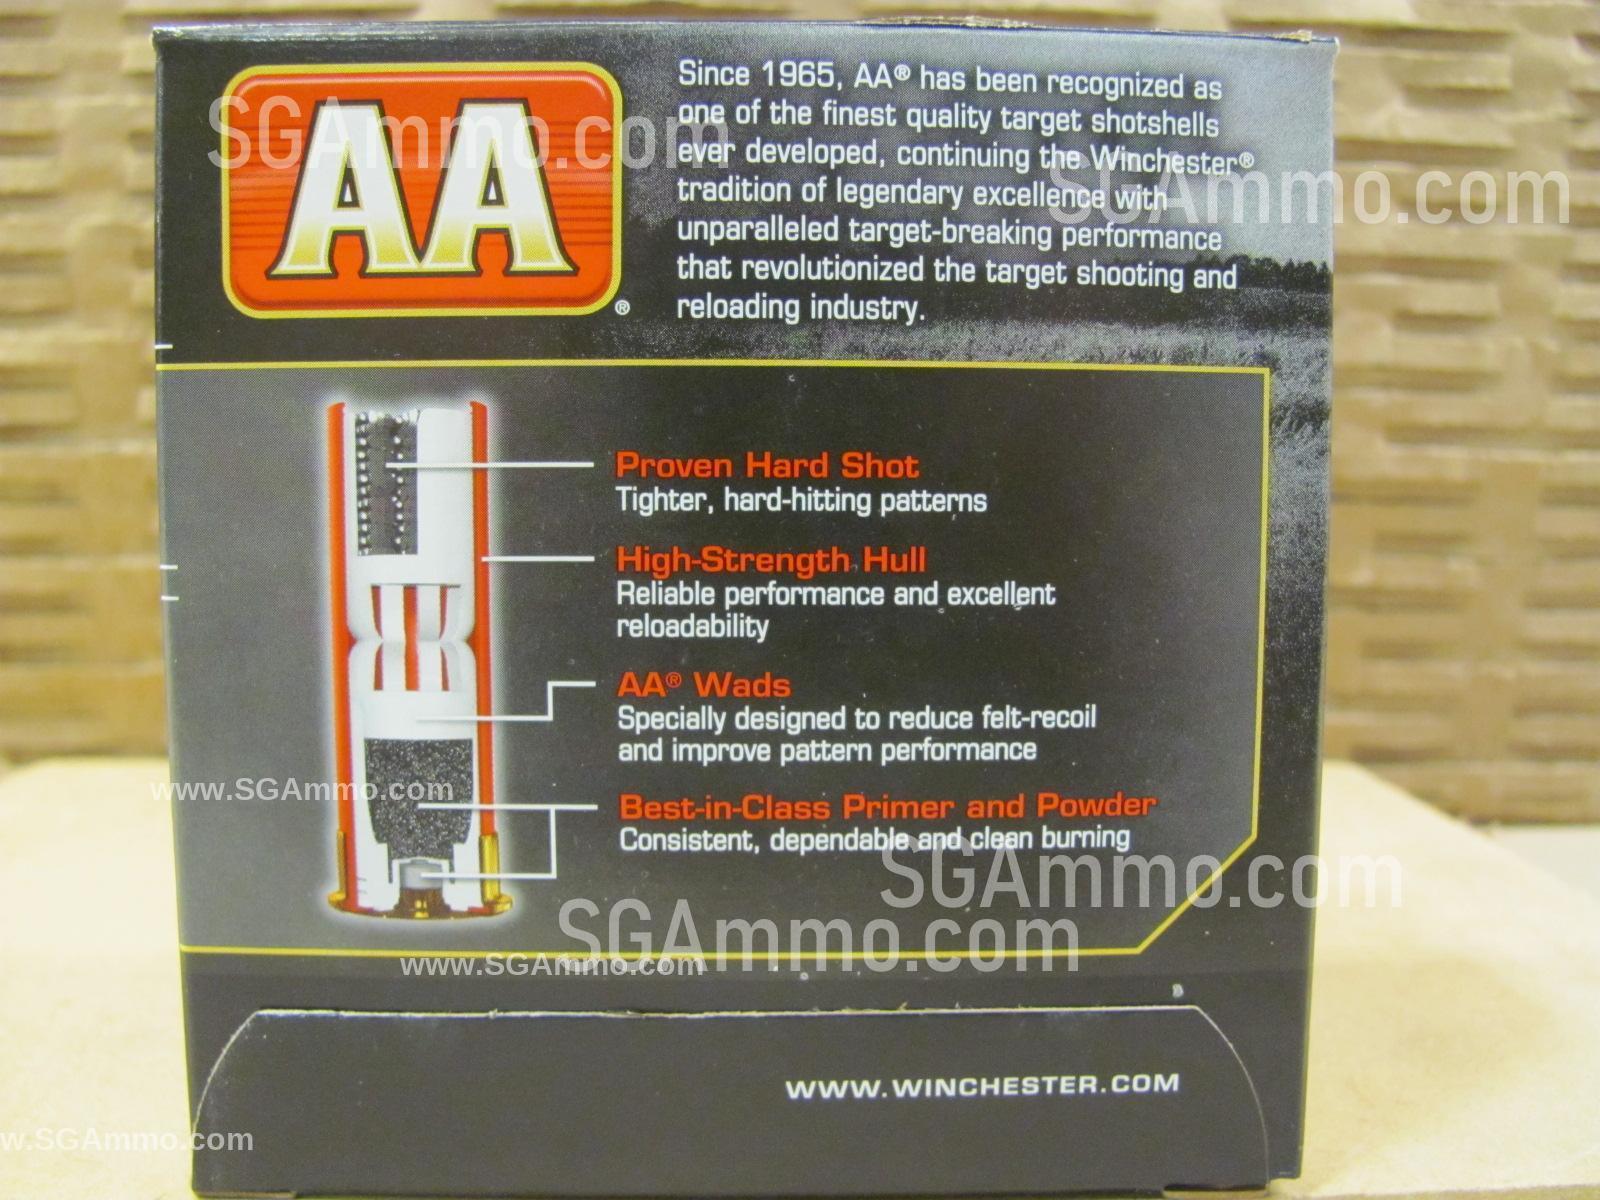 AA
®
Since 1965, AA® has been recognized as
one of the finest quality target shotshells
ever developed, continuing the Winchester®
tradition of legendary excellence with
unparalleled target-breaking performance
that revolutionized the target shooting and
reloading industry.
SGAmmo.com
SGAmmo.com
Proven Hard Shot
Tighter, hard-hitting patterns
High-Strength Hull
Reliable performance and excellent
reloadability
AA® Wads
Specially designed to reduce felt-recoil
and improve pattern performance
www.SGAmmo.com
Best-in-Class Primer and Powder
Consistent, dependable and clean burning
SGAmmo.com
SGAmmo.com
www.SGAmmo.com
WWW.WINCHESTER.COM
w.SGAmmo.com